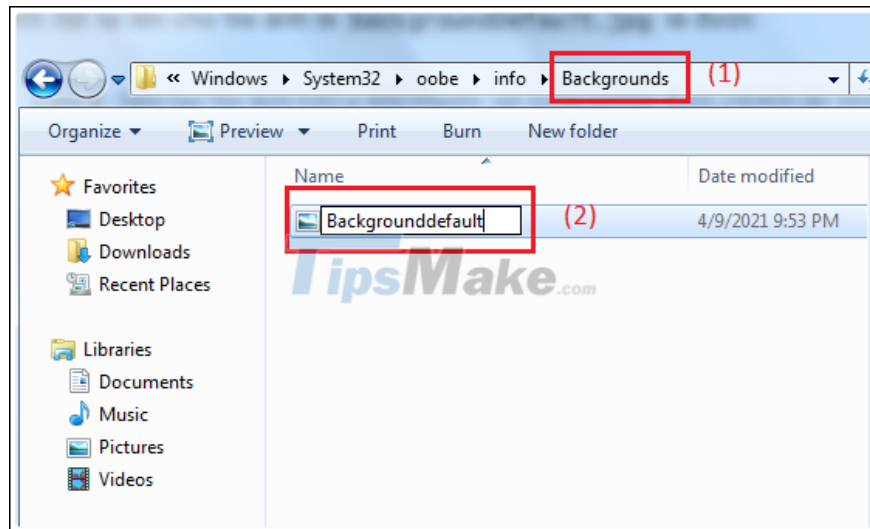 « Windows ▸ System32 ▸ oobe ▸ info ▸ Backgrounds (1)
Organize Preview Print Burn New folder
Name Date modified
Favorites
Backgrounddefault (2) 4/9/2021 9:53 PM
Desktop
Downloads
Recent Places
TipsMake.com
Libraries
Documents
Music
Pictures
Videos